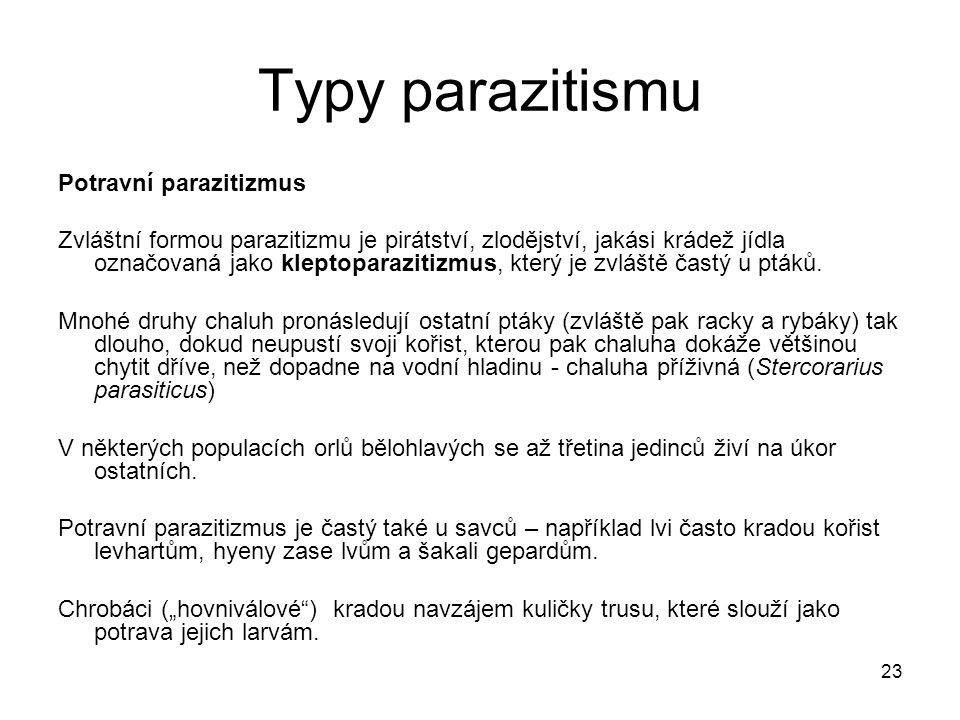 Typy parazitismu
Potravní parazitizmus
Zvláštní formou parazitizmu je pirátství, zlodějství, jakási krádež jídla
označovaná jako kleptoparazitizmus, který je zvláště častý u ptáků.
Mnohé druhy chaluh pronásledují ostatní ptáky (zvláště pak racky a rybáky) tak
dlouho, dokud neupustí svoji kořist, kterou pak chaluha dokáže většinou
chytit dříve, než dopadne na vodní hladinu - chaluha příživná (Stercorarius
parasiticus)
V některých populacích orlů bělohlavých se až třetina jedinců živí na úkor
ostatních.
Potravní parazitizmus je častý také u savců – například lvi často kradou kořist
levhartům, hyeny zase lvům a šakali gepardům.
Chrobáci („hovniválové“)  kradou navzájem kuličky trusu, které slouží jako
potrava jejich larvám.
23